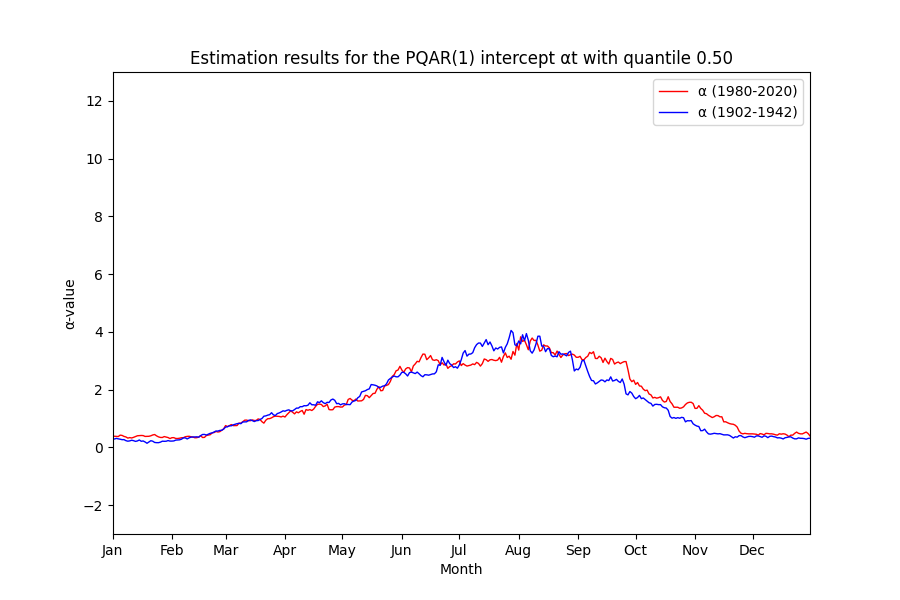 Estimation results for the PQAR(1) intercept αt with quantile 0.50
α (1980-2020)
α (1902-1942)
12
10
8
6
4
2
0
−2
α-value
Jan Feb Mar Apr May Jun Jul Aug Sep Oct Nov Dec
Month